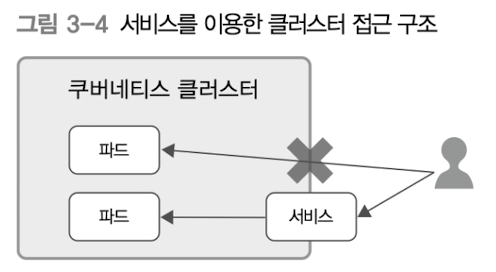 그림 3-4 서비스를 이용한 클러스터 접근 구조
쿠버네티스 클러스터
파드
파드
서비스